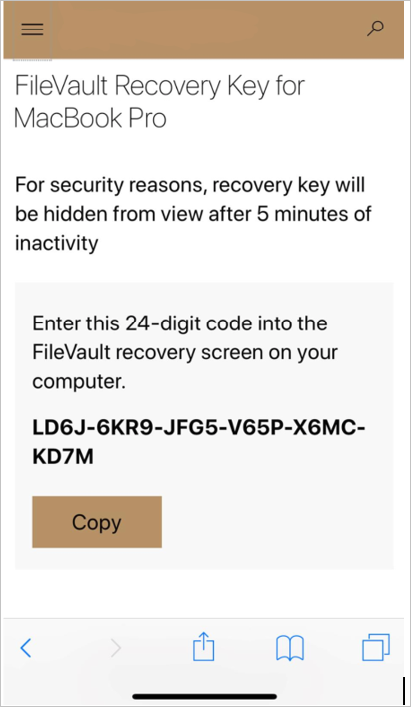 FileVault Recovery Key for
MacBook Pro
For security reasons, recovery key will
be hidden from view after 5 minutes of
inactivity
Enter this 24-digit code into the
FileVault recovery screen on your
computer.
LD6J-6KR9-JFG5-V65P-X6MC-
KD7M
Copy